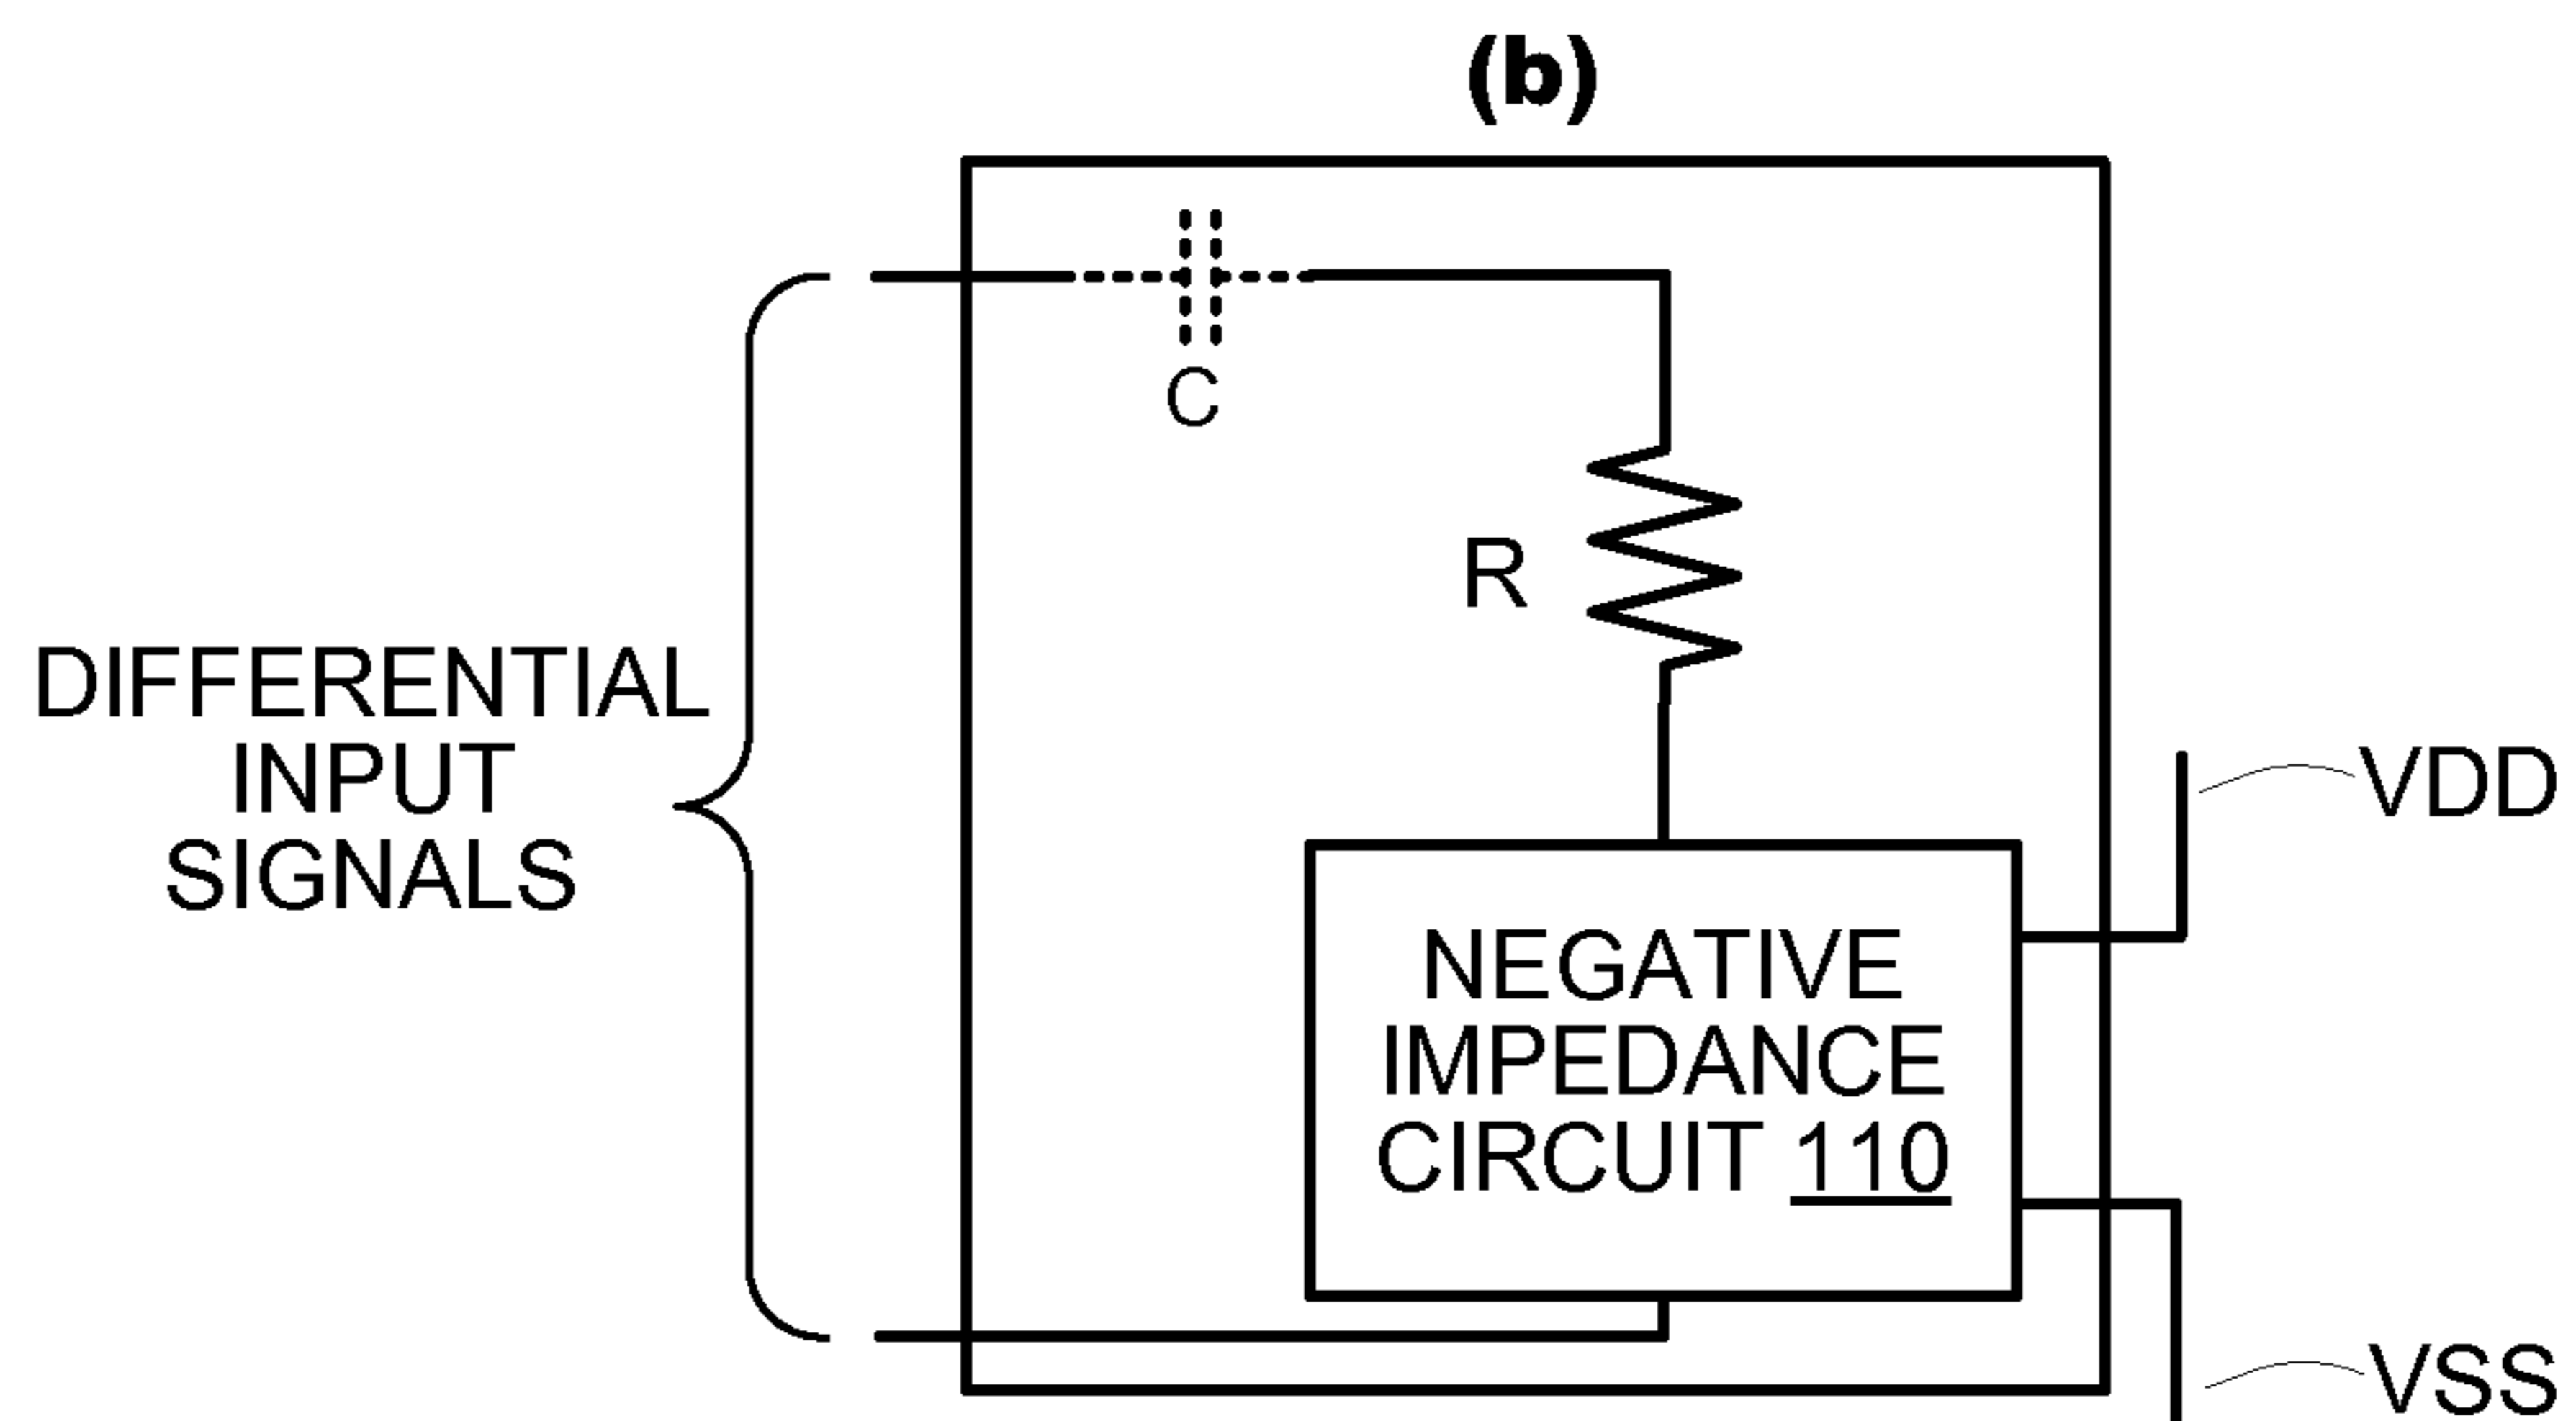 (b)
C
R
DIFFERENTIAL
INPUT
SIGNALS
VDD
NEGATIVE
IMPEDANCE
CIRCUIT 110
VSS